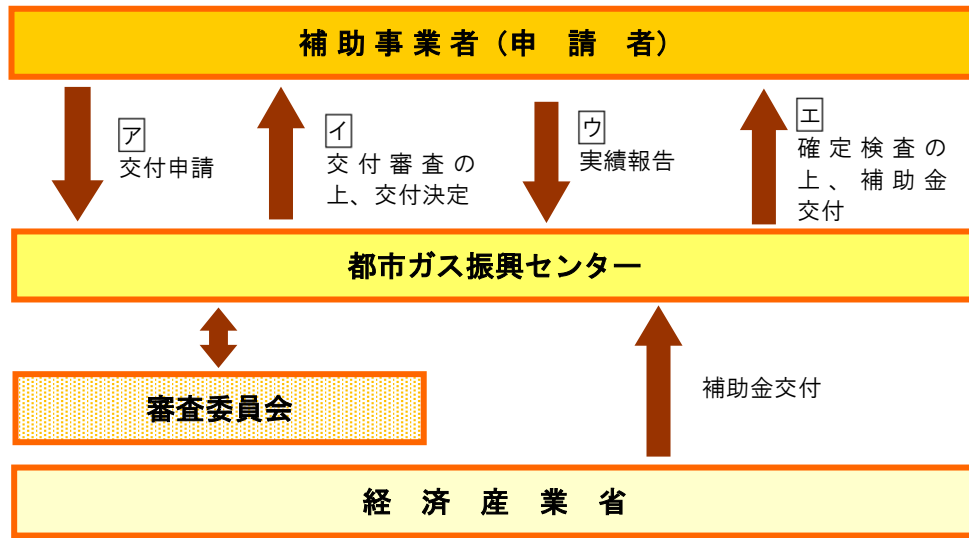 補助事業者（申　請　者）
ア
交付申請
イ
交付審査の
上、交付決定
ウ
実績報告
エ
確定検査の
上、補助金
交付
都市ガス振興センター
審査委員会
補助金交付
経　済　産　業　省